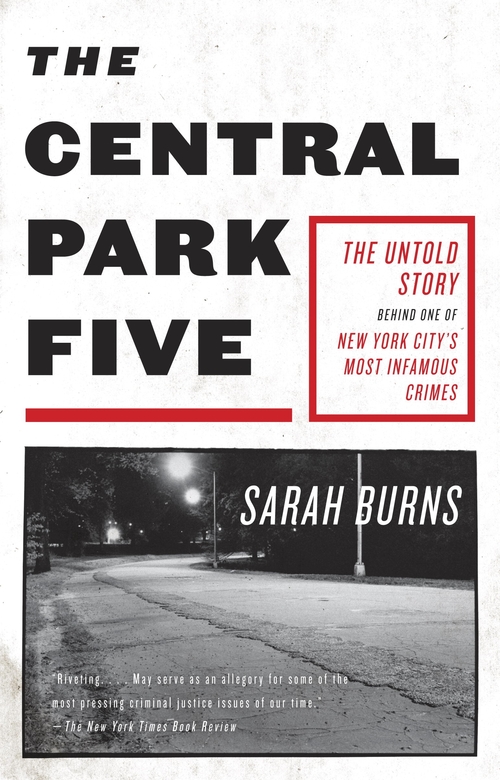 THE
CENTRAL
PARK
FIVE
THE UNTOLD
STORY
BEHIND ONE OF
NEW YORK CITY'S
MOST INFAMOUS
CRIMES
SARAH BURNS
"Riveting. . . . May serve as an allegory for some of the
most pressing criminal justice issues of our time."
—The New York Times Book Review